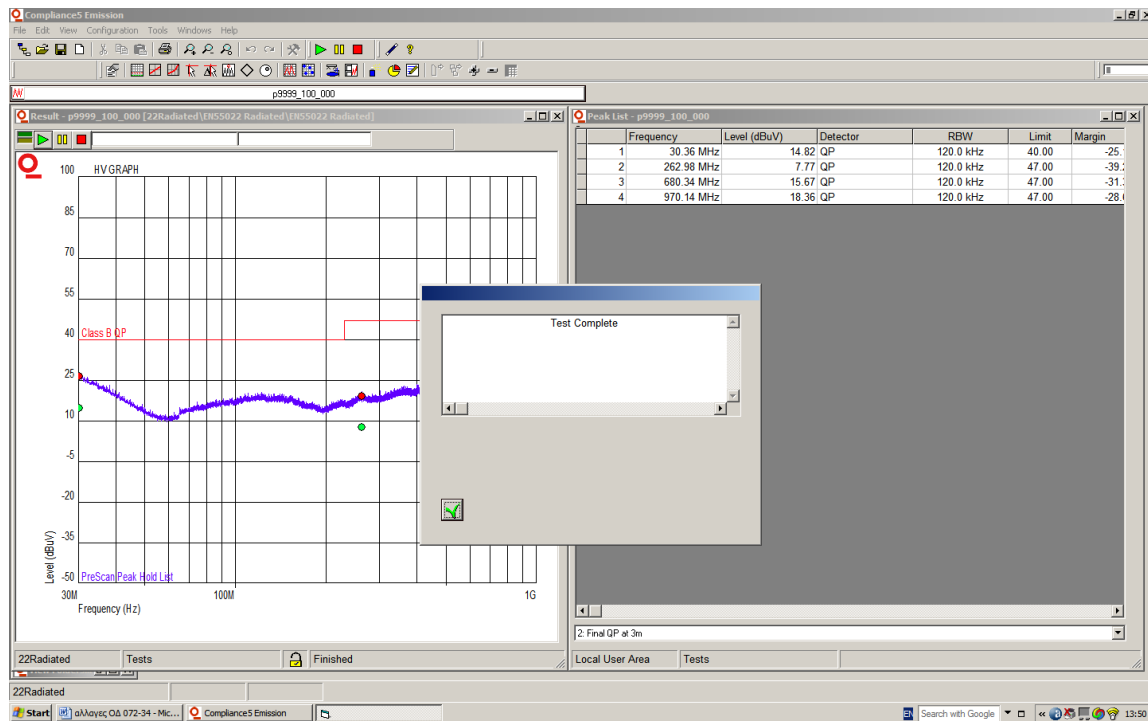 Compliance5 Emission
File Edit View Configuration Tools Windows Help
p9999_100_000
Result - p9999_100_000 [22Radiated\EN55022 Radiated\EN55022 Radiated]
HV GRAPH
100
85
70
55
40
25
10
-5
-20
-35
-50
Class B QP
PreScan Peak Hold List
Level (dBuV)
30M 100M 1G
Frequency (Hz)
22Radiated Tests Finished
Peak List - p9999_100_000
Frequency Level (dBuV) Detector RBW Limit Margin
1 30.36 MHz 14.82 QP 120.0 kHz 40.00 -25.
2 262.98 MHz 7.77 QP 120.0 kHz 47.00 -39.
3 680.34 MHz 15.67 QP 120.0 kHz 47.00 -31.
4 970.14 MHz 18.36 QP 120.0 kHz 47.00 -28.
Test Complete
2: Final QP at 3m
Local User Area Tests
22Radiated
Start αλλαγες ΟΔ 072-34 - Mic... Compliance5 Emission EN Search with Google 13:50